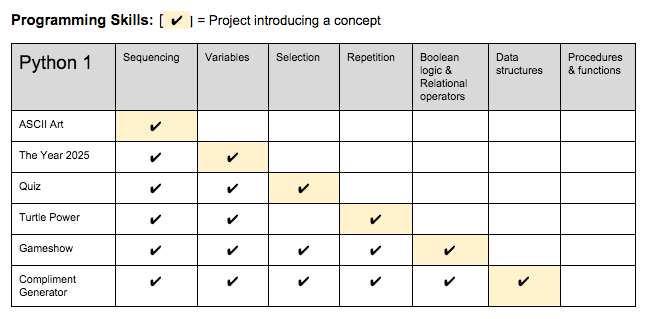 Programming Skills: [ ✔ ] = Project introducing a concept
Python 1 Sequencing Variables Selection Repetition Boolean logic & Relational operators Data structures Procedures & functions
ASCII Art ✔
The Year 2025 ✔ ✔
Quiz ✔ ✔ ✔
Turtle Power ✔ ✔ ✔
Gameshow ✔ ✔ ✔ ✔ ✔
Compliment Generator ✔ ✔ ✔ ✔ ✔ ✔